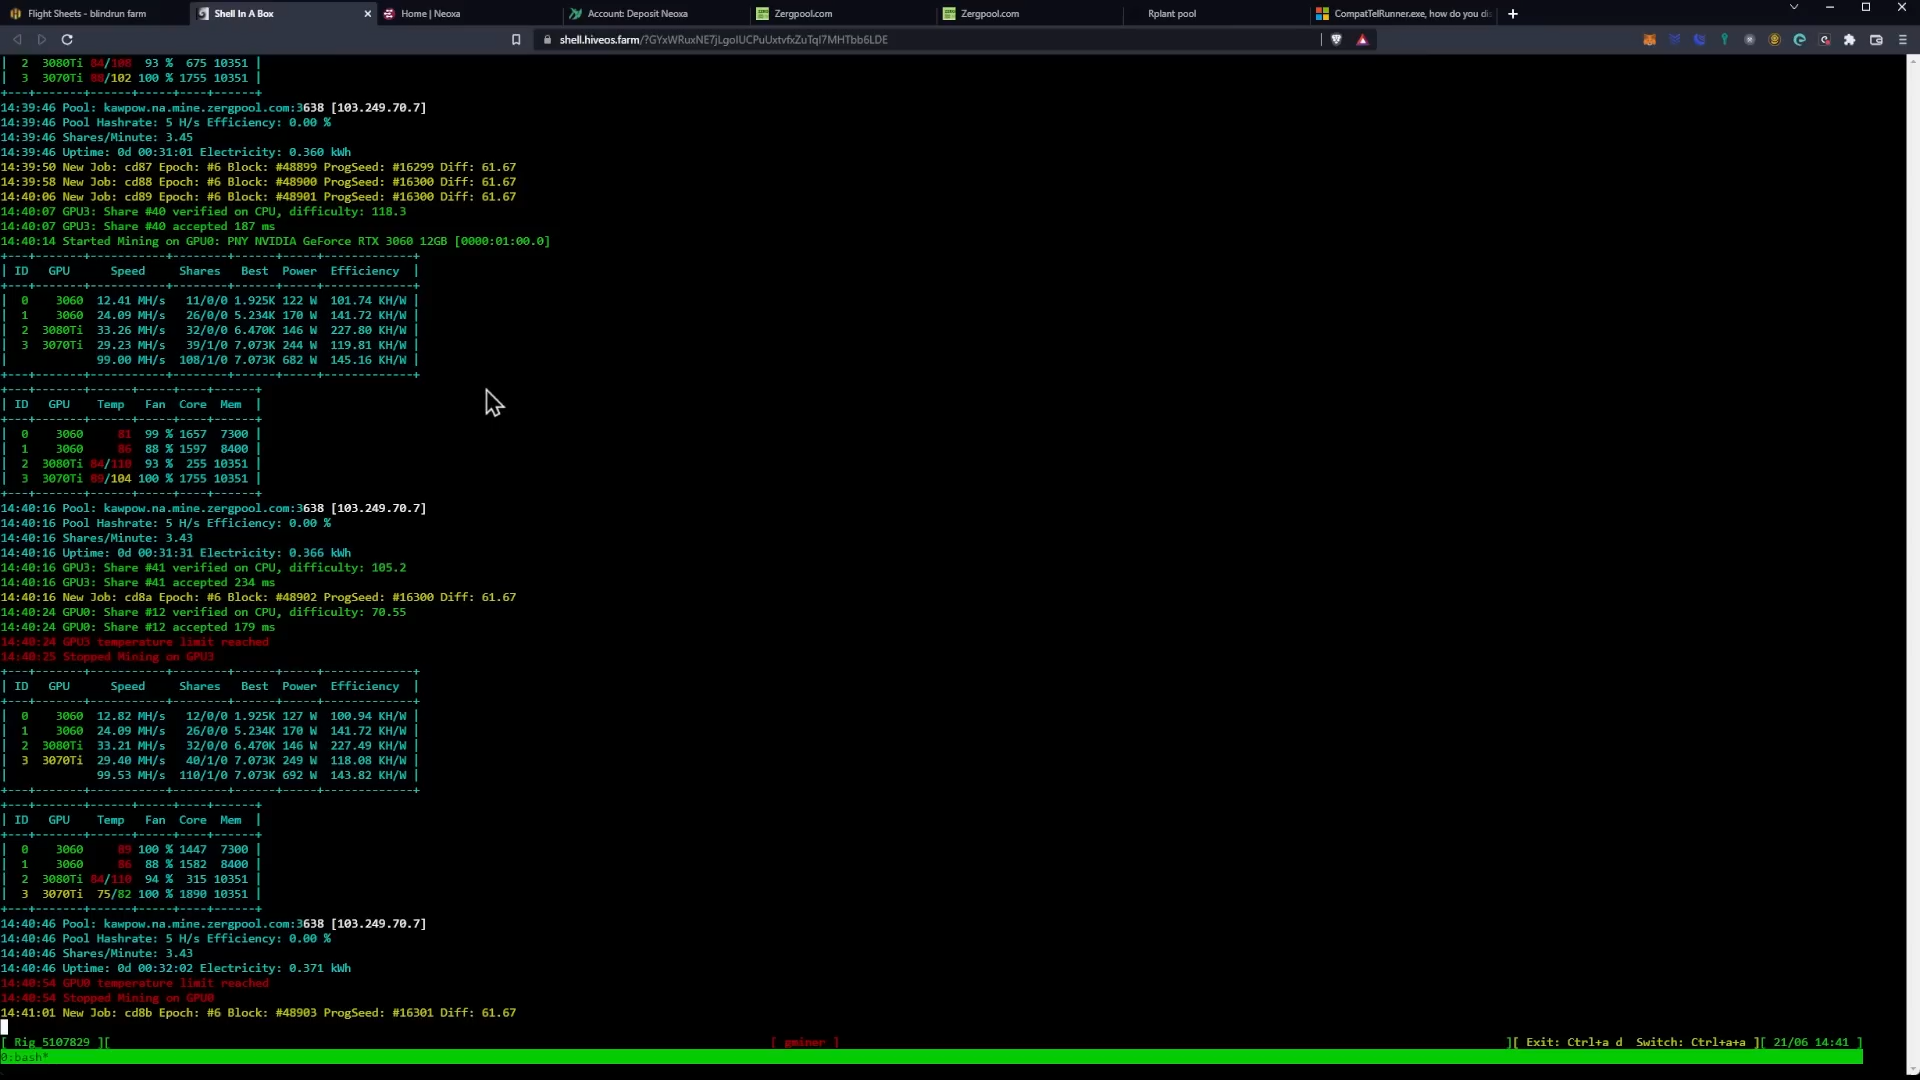 Flight Sheets - blindrun farm
Shell In A Box
Home | Neoxa
Account: Deposit Neoxa
Zergpool.com
Zergpool.com
Rplant pool
CompatTelRunner.exe, how do you di
shell.hiveos.farm/?GYxWRuxNE7jLgoIUCPuUxtvfxZuTqI7MHTbb6LDE
| 2 3080Ti 84/108 93 % 675 10351 |
| 3 3070Ti 88/102 100 % 1755 10351 |
14:39:46 Pool: kawpow.na.mine.zergpool.com:3638 [103.249.70.7]
14:39:46 Pool Hashrate: 5 H/s Efficiency: 0.00 %
14:39:46 Shares/Minute: 3.45
14:39:46 Uptime: 0d 00:31:01 Electricity: 0.360 kWh
14:39:50 New Job: cd87 Epoch: #6 Block: #48899 ProgSeed: #16299 Diff: 61.67
14:39:58 New Job: cd88 Epoch: #6 Block: #48900 ProgSeed: #16300 Diff: 61.67
14:40:06 New Job: cd89 Epoch: #6 Block: #48901 ProgSeed: #16300 Diff: 61.67
14:40:07 GPU3: Share #40 verified on CPU, difficulty: 118.3
14:40:07 GPU3: Share #40 accepted 187 ms
14:40:14 Started Mining on GPU0: PNY NVIDIA GeForce RTX 3060 12GB [0000:01:00.0]
| ID GPU Speed Shares Best Power Efficiency |
| 0 3060 12.41 MH/s 11/0/0 1.925K 122 W 101.74 KH/W |
| 1 3060 24.09 MH/s 26/0/0 5.234K 170 W 141.72 KH/W |
| 2 3080Ti 33.26 MH/s 32/0/0 6.470K 146 W 227.80 KH/W |
| 3 3070Ti 29.23 MH/s 39/1/0 7.073K 244 W 119.81 KH/W |
| 99.00 MH/s 108/1/0 7.073K 682 W 145.16 KH/W |
| ID GPU Temp Fan Core Mem |
| 0 3060 81 99 % 1657 7300 |
| 1 3060 86 88 % 1597 8400 |
| 2 3080Ti 84/110 93 % 255 10351 |
| 3 3070Ti 89/104 100 % 1755 10351 |
14:40:16 Pool: kawpow.na.mine.zergpool.com:3638 [103.249.70.7]
14:40:16 Pool Hashrate: 5 H/s Efficiency: 0.00 %
14:40:16 Shares/Minute: 3.43
14:40:16 Uptime: 0d 00:31:31 Electricity: 0.366 kWh
14:40:16 GPU3: Share #41 verified on CPU, difficulty: 105.2
14:40:16 GPU3: Share #41 accepted 234 ms
14:40:16 New Job: cd8a Epoch: #6 Block: #48902 ProgSeed: #16300 Diff: 61.67
14:40:24 GPU0: Share #12 verified on CPU, difficulty: 70.55
14:40:24 GPU0: Share #12 accepted 179 ms
14:40:24 GPU3 temperature limit reached
14:40:25 Stopped Mining on GPU3
| ID GPU Speed Shares Best Power Efficiency |
| 0 3060 12.82 MH/s 12/0/0 1.925K 127 W 100.94 KH/W |
| 1 3060 24.09 MH/s 26/0/0 5.234K 170 W 141.72 KH/W |
| 2 3080Ti 33.21 MH/s 32/0/0 6.470K 146 W 227.49 KH/W |
| 3 3070Ti 29.40 MH/s 40/1/0 7.073K 249 W 118.08 KH/W |
| 99.53 MH/s 110/1/0 7.073K 692 W 143.82 KH/W |
| ID GPU Temp Fan Core Mem |
| 0 3060 89 100 % 1447 7300 |
| 1 3060 86 88 % 1582 8400 |
| 2 3080Ti 84/110 94 % 315 10351 |
| 3 3070Ti 75/82 100 % 1890 10351 |
14:40:46 Pool: kawpow.na.mine.zergpool.com:3638 [103.249.70.7]
14:40:46 Pool Hashrate: 5 H/s Efficiency: 0.00 %
14:40:46 Shares/Minute: 3.43
14:40:46 Uptime: 0d 00:32:02 Electricity: 0.371 kWh
14:40:54 GPU0 temperature limit reached
14:40:54 Stopped Mining on GPU0
14:41:01 New Job: cd8b Epoch: #6 Block: #48903 ProgSeed: #16301 Diff: 61.67
[ Rig_5107829 ][ [ gminer ] ][ Exit: Ctrl+a d Switch: Ctrl+a+a ][ 21/06 14:41 ]
0:bash*